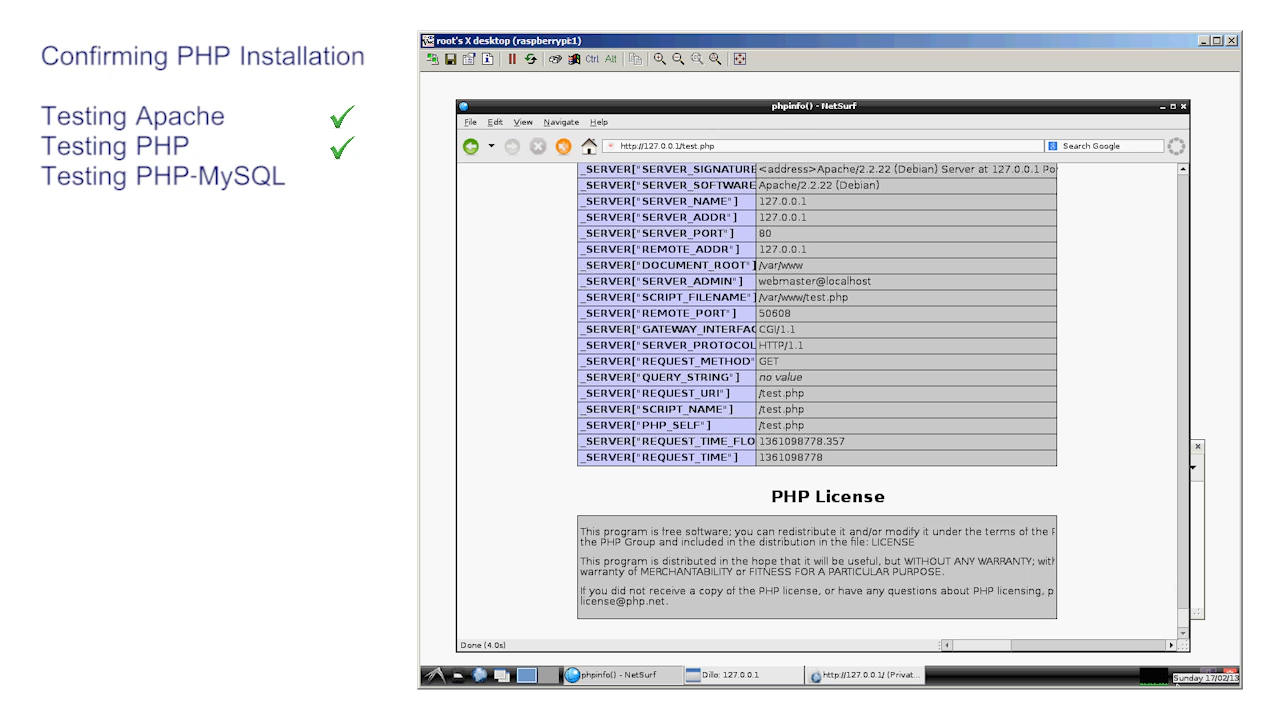 Confirming PHP Installation
Testing Apache
Testing PHP
Testing PHP-MySQL
root's X desktop (raspberrypi:1)
Ctrl Alt
phpinfo() - NetSurf
File Edit View Navigate Help
http://127.0.0.1/test.php
Search Google
_SERVER["SERVER_SIGNATURE <address>Apache/2.2.22 (Debian) Server at 127.0.0.1 Po
_SERVER["SERVER_SOFTWARE Apache/2.2.22 (Debian)
_SERVER["SERVER_NAME"] 127.0.0.1
_SERVER["SERVER_ADDR"] 127.0.0.1
_SERVER["SERVER_PORT"] 80
_SERVER["REMOTE_ADDR"] 127.0.0.1
_SERVER["DOCUMENT_ROOT"] /var/www
_SERVER["SERVER_ADMIN"] webmaster@localhost
_SERVER["SCRIPT_FILENAME"] /var/www/test.php
_SERVER["REMOTE_PORT"] 50608
_SERVER["GATEWAY_INTERFAC CGI/1.1
_SERVER["SERVER_PROTOCOL HTTP/1.1
_SERVER["REQUEST_METHOD" GET
_SERVER["QUERY_STRING"] no value
_SERVER["REQUEST_URI"] /test.php
_SERVER["SCRIPT_NAME"] /test.php
_SERVER["PHP_SELF"] /test.php
_SERVER["REQUEST_TIME_FLO 1361098778.357
_SERVER["REQUEST_TIME"] 1361098778
PHP License
This program is free software; you can redistribute it and/or modify it under the terms of the P
the PHP Group and included in the distribution in the file: LICENSE
This program is distributed in the hope that it will be useful, but WITHOUT ANY WARRANTY; with
warranty of MERCHANTABILITY or FITNESS FOR A PARTICULAR PURPOSE.
If you did not receive a copy of the PHP license, or have any questions about PHP licensing, p
license@php.net.
Done (4.0s)
phpinfo() - NetSurf
Dillo: 127.0.0.1
http://127.0.0.1/ (Privat...
Sunday 17/02/13